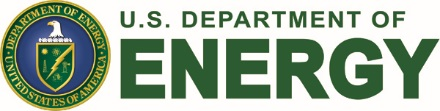 DEPARTMENT OF ENERGY
UNITED STATES OF AMERICA
U.S. DEPARTMENT OF
ENERGY